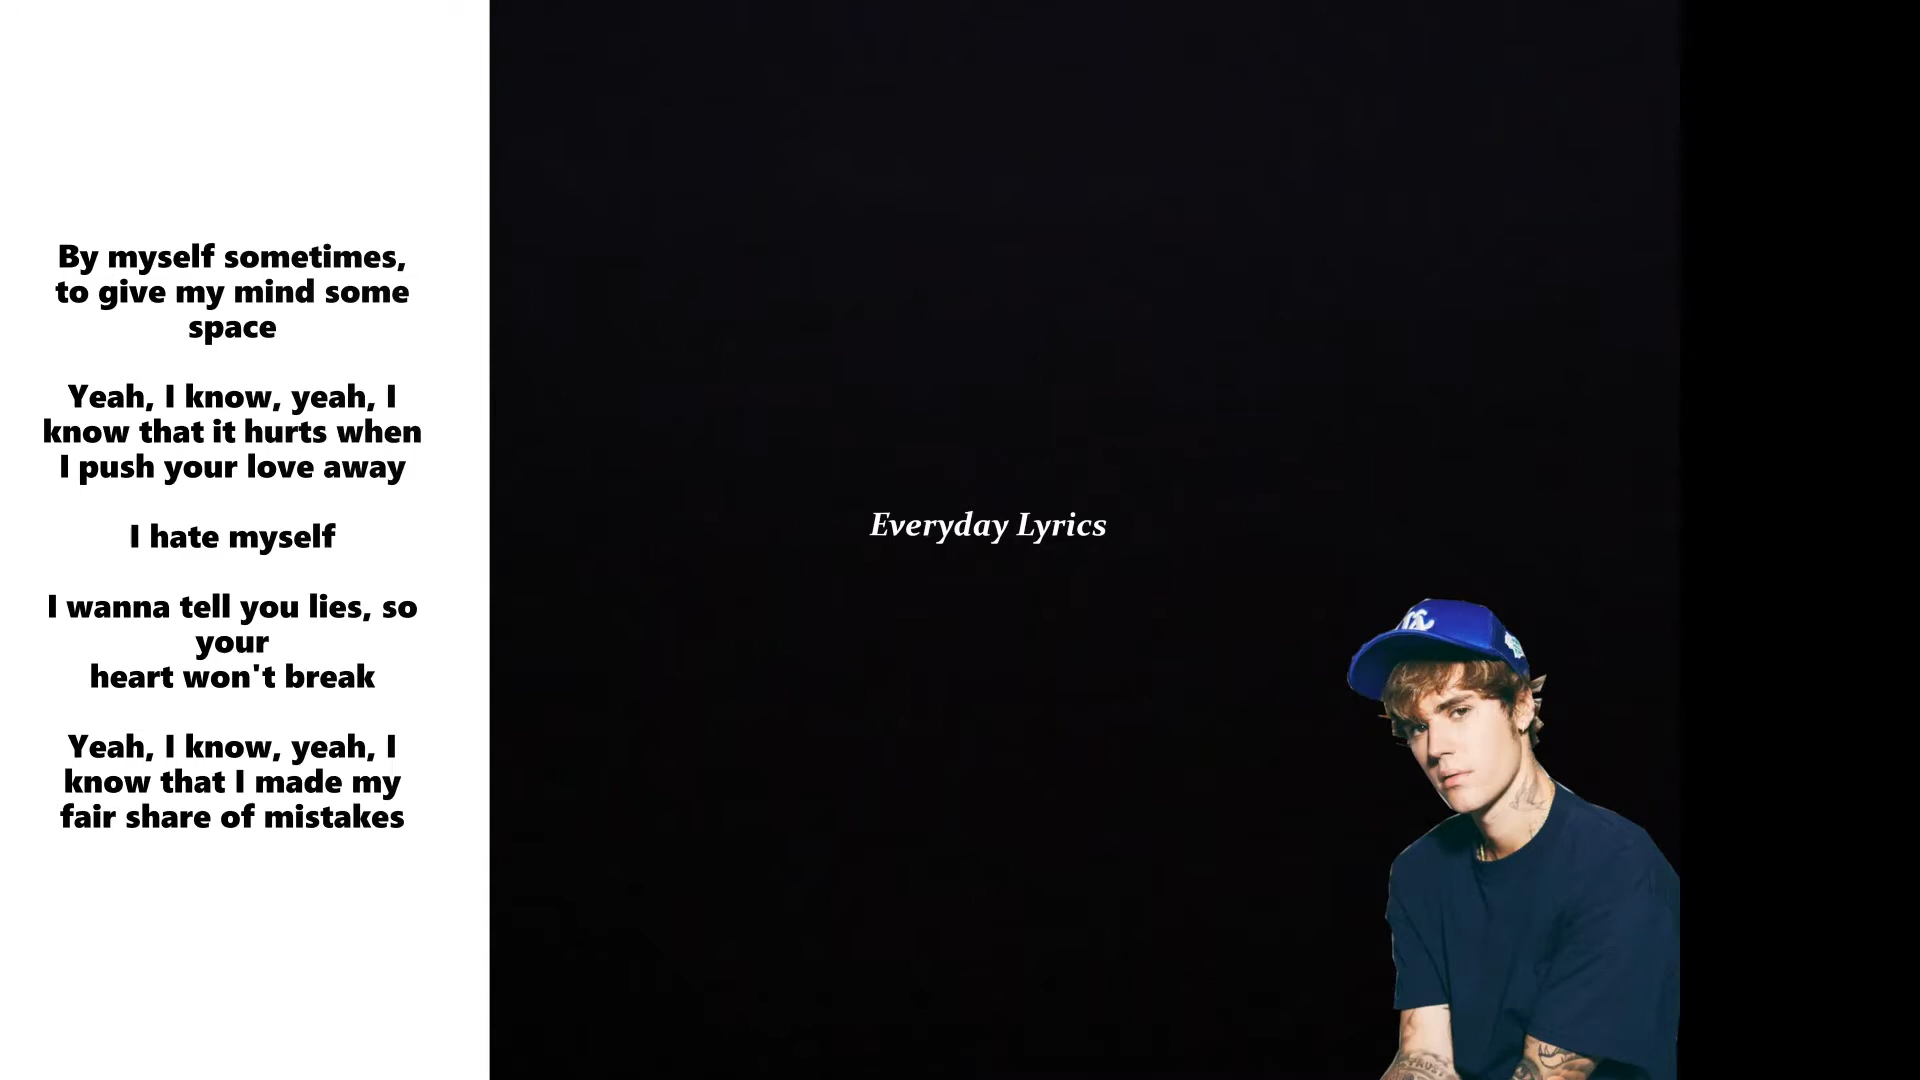 By myself sometimes,
to give my mind some
space
Yeah, I know, yeah, I
know that it hurts when
I push your love away
I hate myself
I wanna tell you lies, so
your
heart won't break
Yeah, I know, yeah, I
know that I made my
fair share of mistakes
Everyday Lyrics